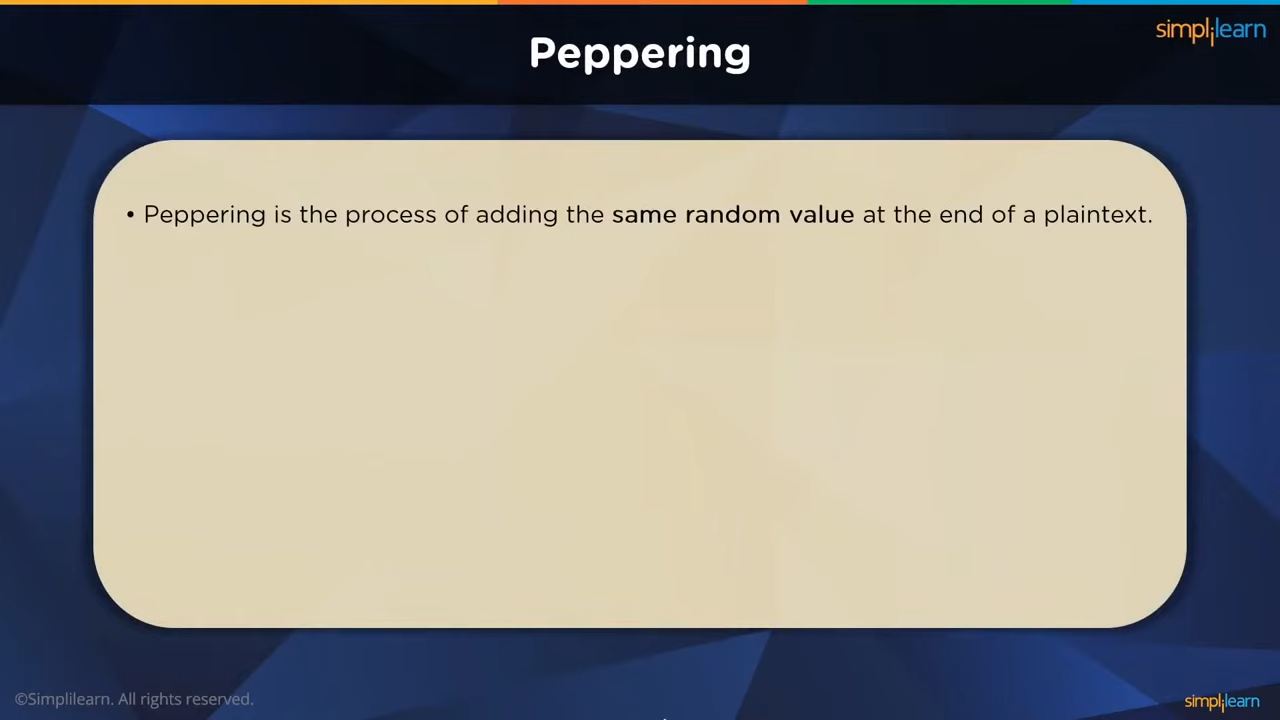 simplilearn
Peppering
• Peppering is the process of adding the same random value at the end of a plaintext.
©Simplilearn. All rights reserved.
simplilearn